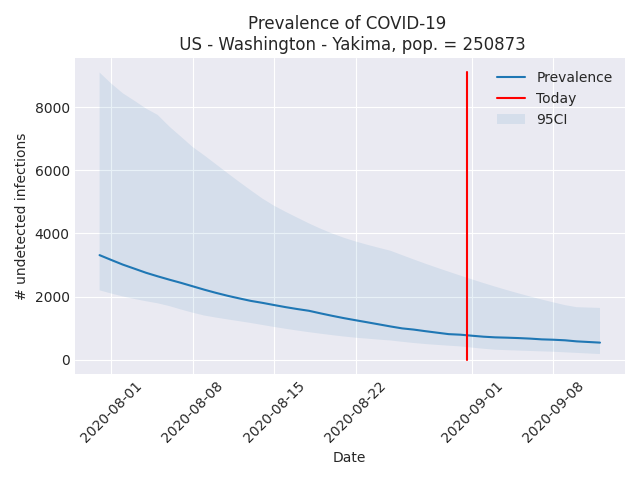 Prevalence of COVID-19
US - Washington - Yakima, pop. = 250873
Prevalence
Today
95CI
# undetected infections
8000
6000
4000
2000
0
2020-08-01
2020-08-08
2020-08-15
2020-08-22
2020-09-01
2020-09-08
Date